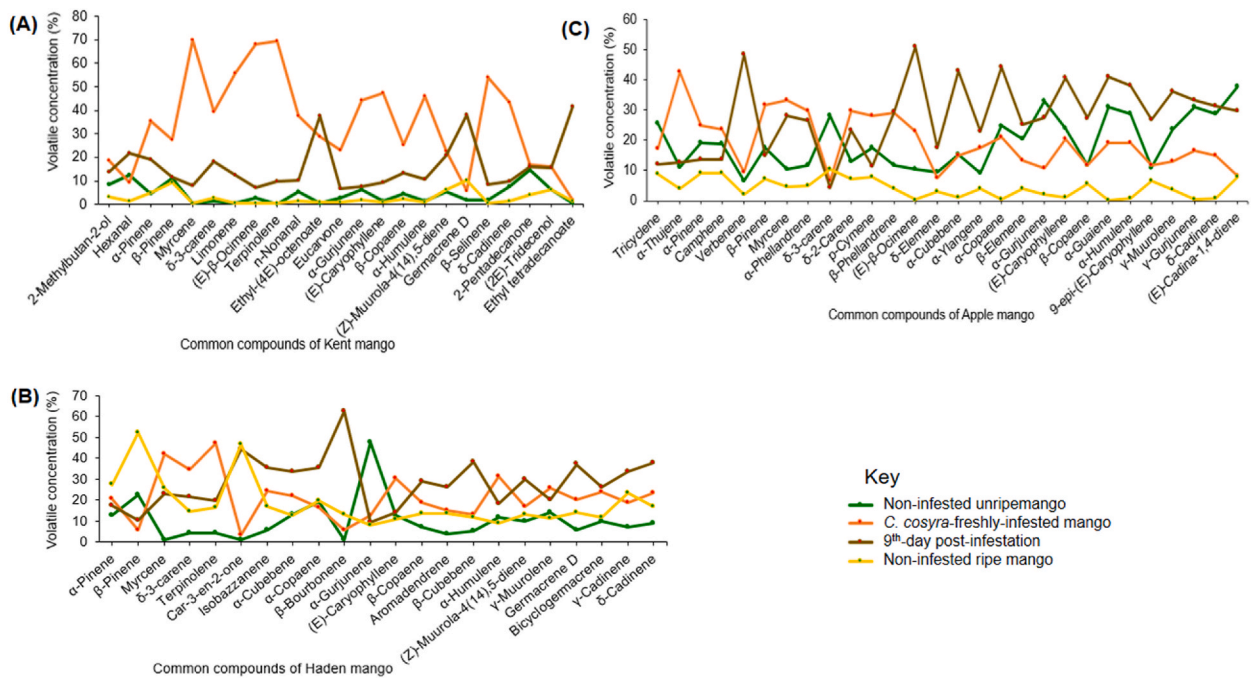 (A)
Volatile concentration (%)
80
70
60
50
40
30
20
10
0
2-Methylbutan-2-ol
Hexanal
α-Pinene
β-Pinene
Myrcene
δ-3-carene
Limonene
(E)-β-Ocimene
Terpinolene
η-Nonanal
Ethyl-(4E)-octenoate
Eucarvone
α-Gurjunene
(E)-Caryophyllene
β-Copaene
α-Humulene
(Z)-Muurola-4(14),5-diene
Germacrene D
β-Selinene
δ-Cadinene
2-Pentadecanone
(2E)-Tridecenol
Ethyl tetradecanoate
Common compounds of Kent mango
(C)
Volatile concentration (%)
60
50
40
30
20
10
0
Tricyclene
α-Thujene
α-Pinene
Camphene
Verbenene
β-Pinene
Myrcene
α-Phellandrene
δ-3-carene
δ-2-Carene
p-Cymene
β-Phellandrene
(E)-β-Ocimene
δ-Elemene
α-Cubebene
α-Ylangene
α-Copaene
β-Elemene
α-Gurjunene
(E)-Caryophyllene
β-Copaene
α-Guaiene
α-Humulene
9-epi-(E)-Caryophyllene
γ-Muurolene
γ-Gurjunene
δ-Cadinene
(E)-Cadina-1,4-diene
Common compounds of Apple mango
(B)
Volatile concentration (%)
70
60
50
40
30
20
10
0
α-Pinene
β-Pinene
Myrcene
δ-3-carene
Terpinolene
Car-3-en-2-one
Isobazzanene
α-Cubebene
α-Copaene
β-Bourbonene
α-Gurjunene
(E)-Caryophyllene
β-Copaene
Aromadendrene
β-Cubebene
α-Humulene
(Z)-Muurola-4(14),5-diene
γ-Muurolene
Germacrene D
Bicyclogermacrene
γ-Cadinene
δ-Cadinene
Common compounds of Haden mango
Key
Non-infested unripemango
C. cosyra-freshly-infested mango
9th-day post-infestation
Non-infested ripe mango